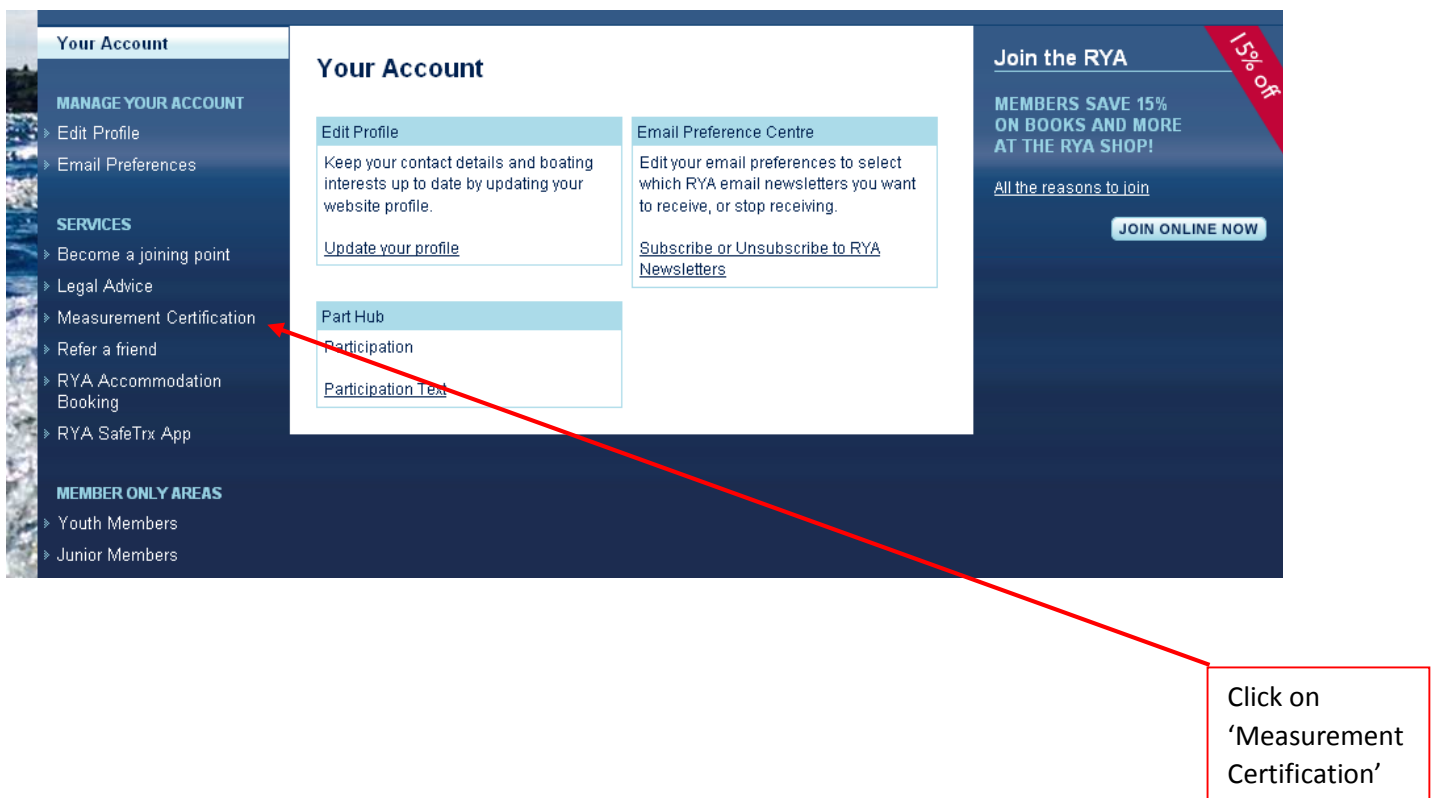 Your Account
MANAGE YOUR ACCOUNT
Edit Profile
Email Preferences
SERVICES
Become a joining point
Legal Advice
Measurement Certification
Refer a friend
RYA Accommodation
Booking
RYA SafeTrx App
MEMBER ONLY AREAS
Youth Members
Junior Members
Your Account
Edit Profile
Keep your contact details and boating
interests up to date by updating your
website profile.
Update your profile
Email Preference Centre
Edit your email preferences to select
which RYA email newsletters you want
to receive, or stop receiving.
Subscribe or Unsubscribe to RYA
Newsletters
Part Hub
Participation
Participation Text
Join the RYA
15% off
MEMBERS SAVE 15%
ON BOOKS AND MORE
AT THE RYA SHOP!
All the reasons to join
JOIN ONLINE NOW
Click on
‘Measurement
Certification’